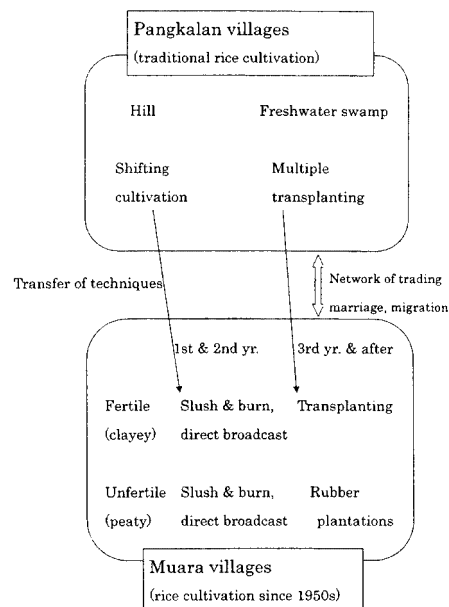 Pangkalan villages
(traditional rice cultivation)
Hill Freshwater swamp
Shifting Multiple
cultivation transplanting
Transfer of techniques
Network of trading
marriage, migration
1st & 2nd yr. 3rd yr. & after
Fertile Slush & burn, Transplanting
(clayey) direct broadcast
Unfertile Slush & burn, Rubber
(peaty) direct broadcast plantations
Muara villages
(rice cultivation since 1950s)